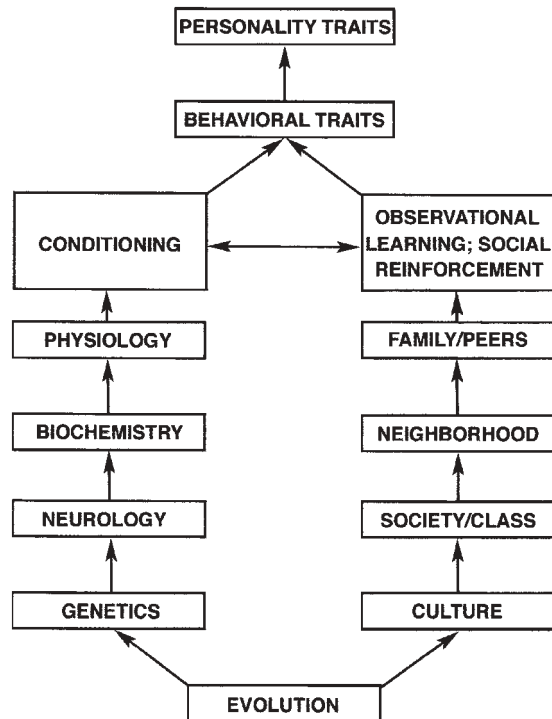 PERSONALITY TRAITS
BEHAVIORAL TRAITS
CONDITIONING
OBSERVATIONAL
LEARNING; SOCIAL
REINFORCEMENT
PHYSIOLOGY
FAMILY/PEERS
BIOCHEMISTRY
NEIGHBORHOOD
NEUROLOGY
SOCIETY/CLASS
GENETICS
CULTURE
EVOLUTION